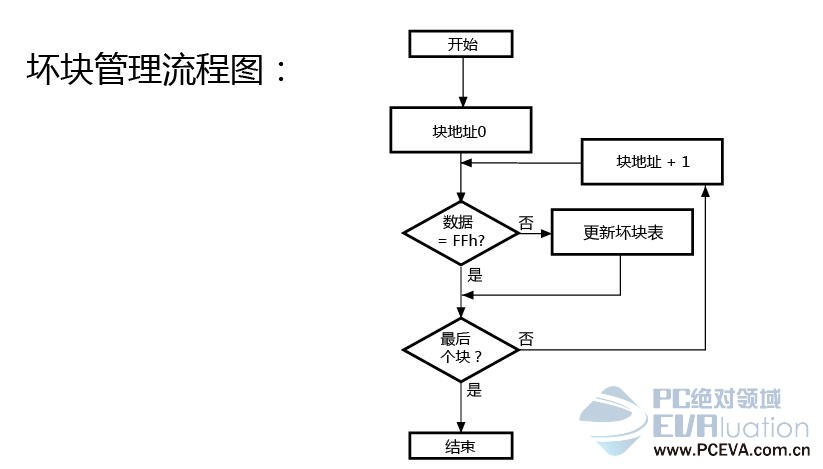 坏块管理流程图：
开始
块地址0
块地址 + 1
数据
= FFh?
否
更新坏块表
是
最后
个块？
否
是
结束
PC绝对领域
EVAluation
www.PCEVA.com.cn